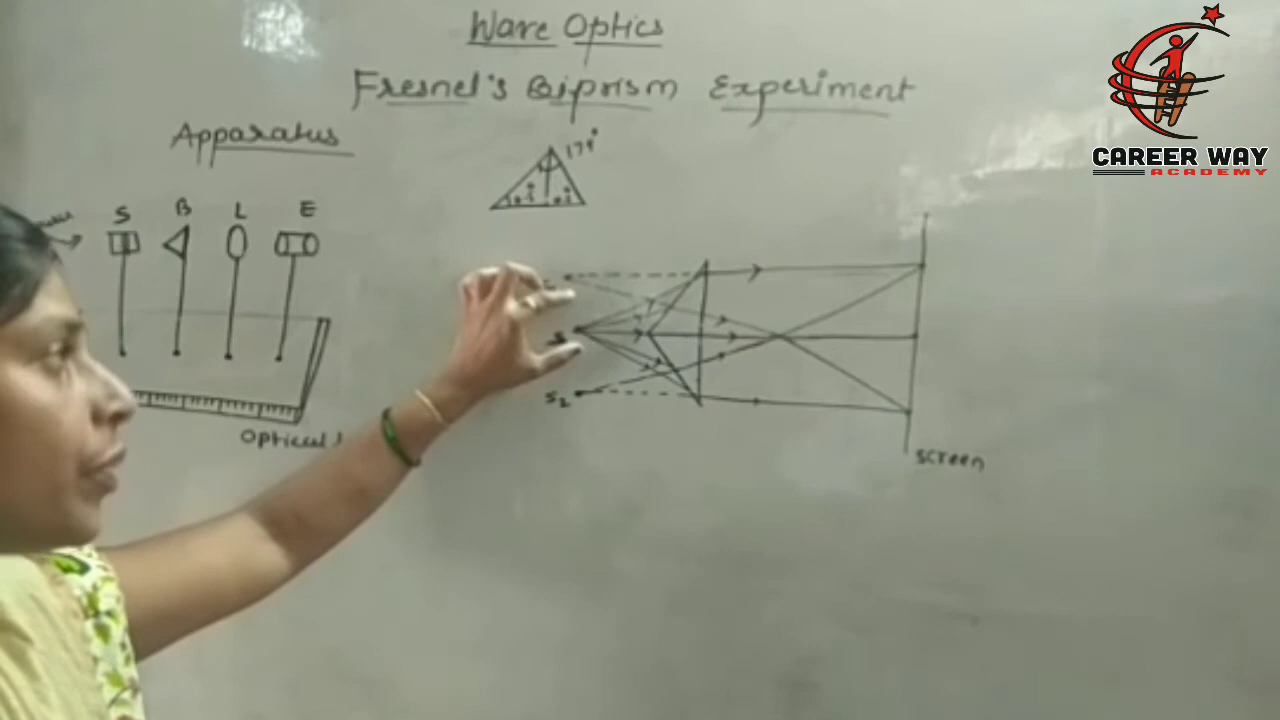 Wave Optics
Fresnel's Biprism Experiment
Apparatus
179°
S B L E
S
S2
Optical
screen
CAREER WAY
ACADEMY